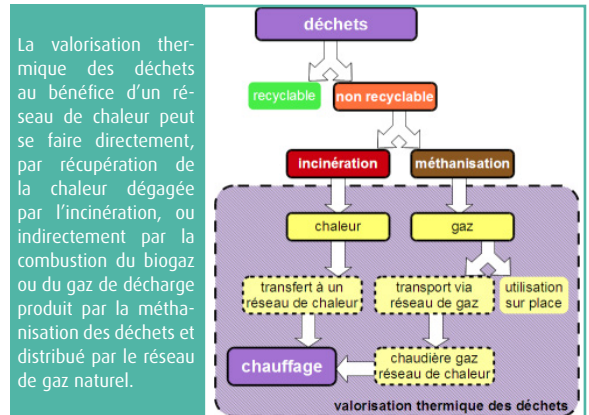 La valorisation ther-
mique des déchets
au bénéfice d'un ré-
seau de chaleur peut
se faire directement,
par récupération de
la chaleur dégagée
par l'incinération, ou
indirectement par la
combustion du biogaz
ou du gaz de décharge
produit par la métha-
nisation des déchets et
distribué par le réseau
de gaz naturel.
déchets
recyclable
non recyclable
incinération
méthanisation
chaleur
gaz
transfert à un
réseau de chaleur
transport via
réseau de gaz
utilisation
sur place
chauffage
chaudière gaz
réseau de chaleur
valorisation thermique des déchets